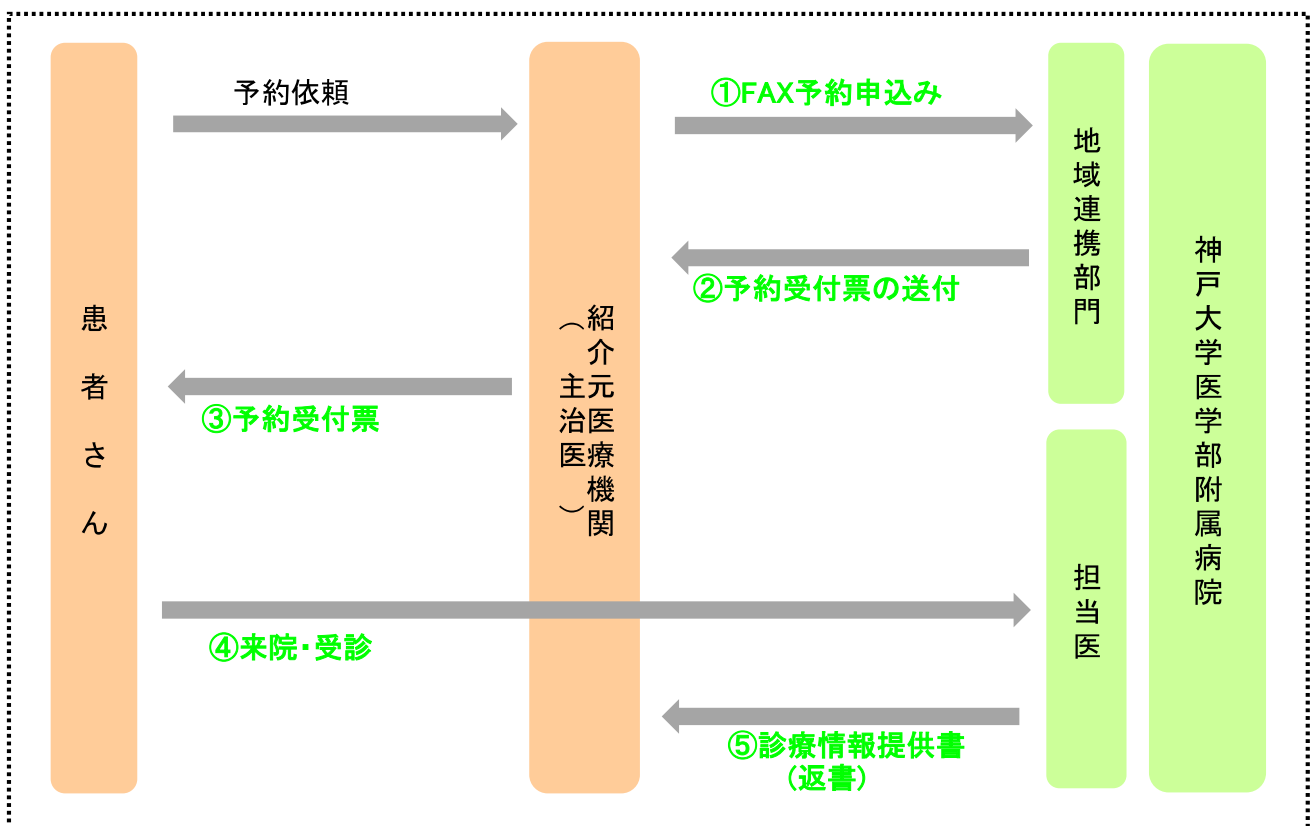 予約依頼
①FAX予約申込み
②予約受付票の送付
③予約受付票
④来院・受診
⑤診療情報提供書
(返書)
患者さん
紹介元医療機関
（主治医）
地域連携部門
担当医
神戸大学医学部附属病院